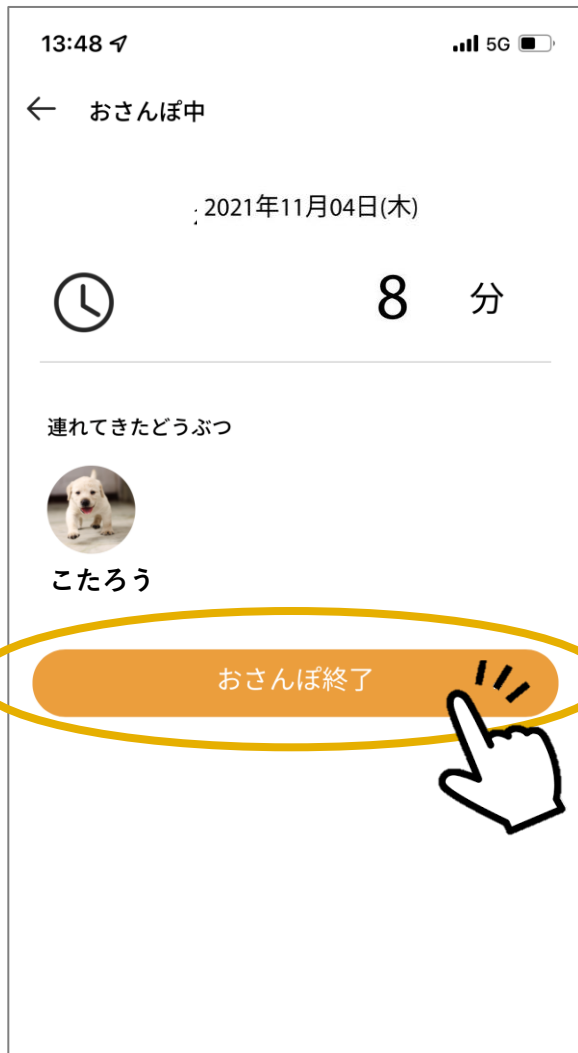 13:48
5G
おさんぽ中
2021年11月04日(木)
8 分
連れてきたどうぶつ
こたろう
おさんぽ終了